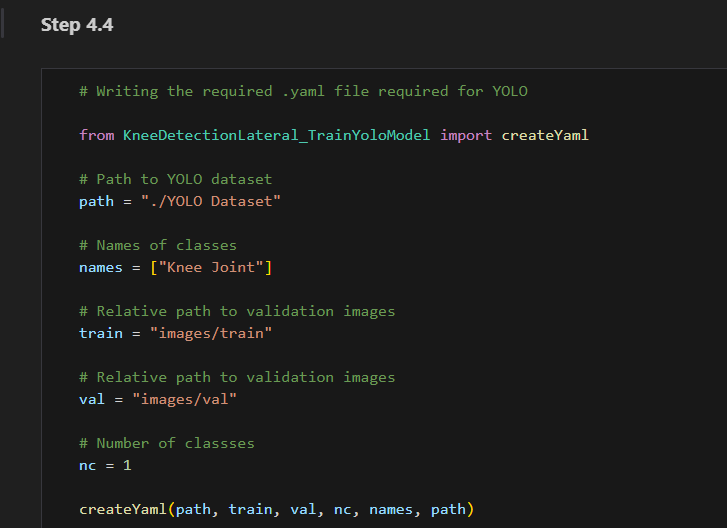 Step 4.4
# Writing the required .yaml file required for YOLO
from KneeDetectionLateral_TrainYoloModel import createYaml
# Path to YOLO dataset
path = "./YOLO Dataset"
# Names of classes
names = ["Knee Joint"]
# Relative path to validation images
train = "images/train"
# Relative path to validation images
val = "images/val"
# Number of classses
nc = 1
createYaml(path, train, val, nc, names, path)